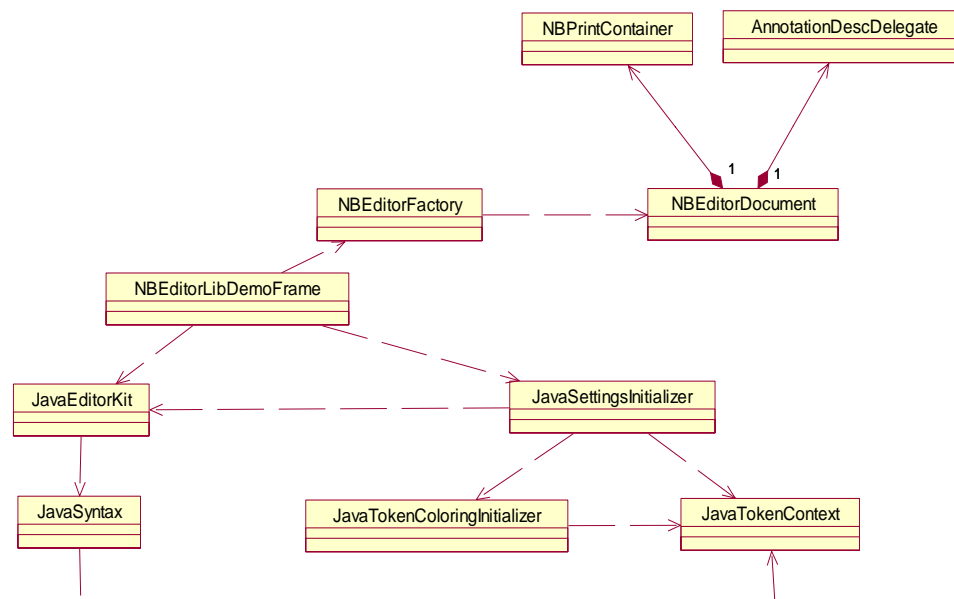 NBPrintContainer
AnnotationDescDelegate
1
1
NBEditorFactory
NBEditorDocument
NBEditorLibDemoFrame
JavaEditorKit
JavaSettingsInitializer
JavaSyntax
JavaTokenColoringInitializer
JavaTokenContext